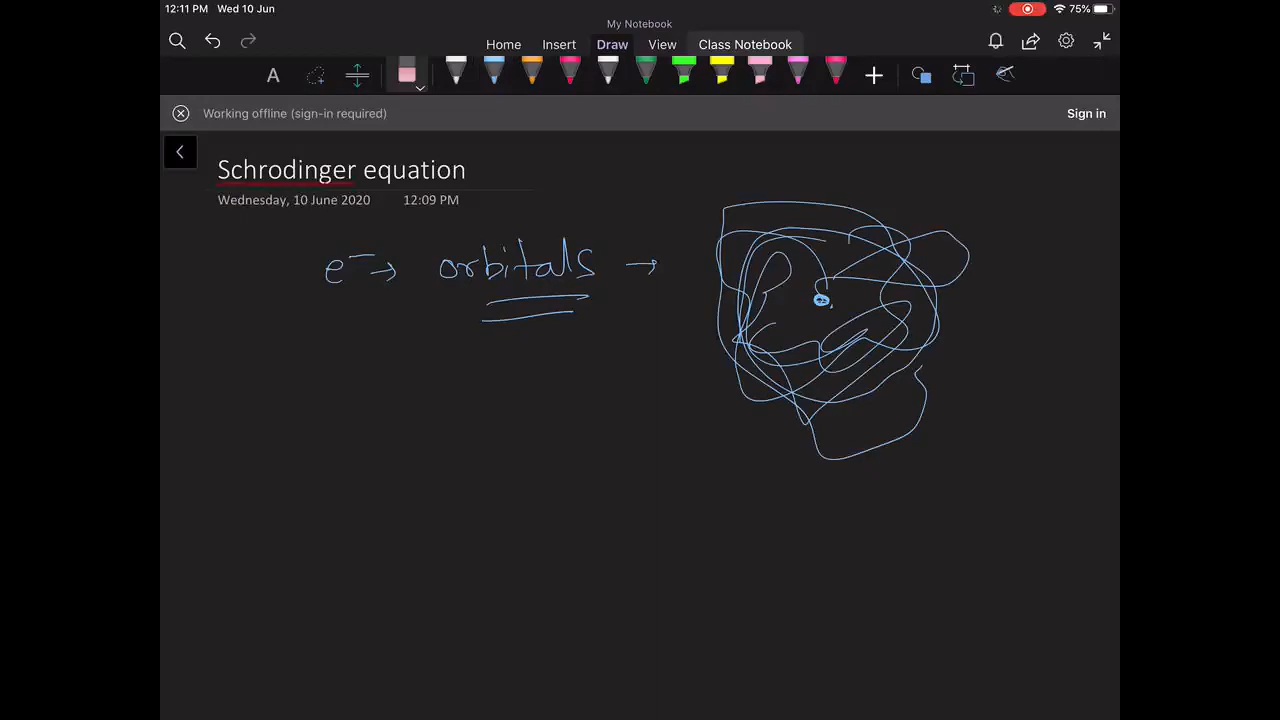 12:11 PM Wed 10 Jun
75%
My Notebook
Home Insert Draw View Class Notebook
A
Working offline (sign-in required)
Sign in
Schrodinger equation
Wednesday, 10 June 2020 12:09 PM
e⁻→ orbitals →